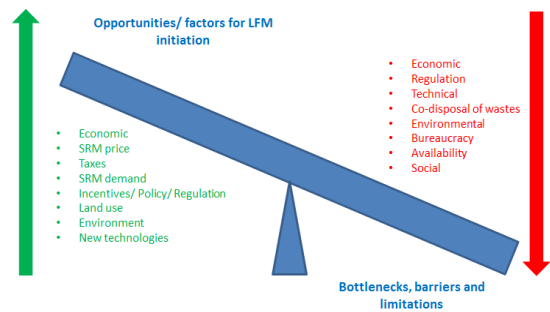 Opportunities/ factors for LFM
initiation
• Economic
• Regulation
• Technical
• Co-disposal of wastes
• Environmental
• Bureaucracy
• Availability
• Social
• Economic
• SRM price
• Taxes
• SRM demand
• Incentives/ Policy/ Regulation
• Land use
• Environment
• New technologies
Bottlenecks, barriers and
limitations